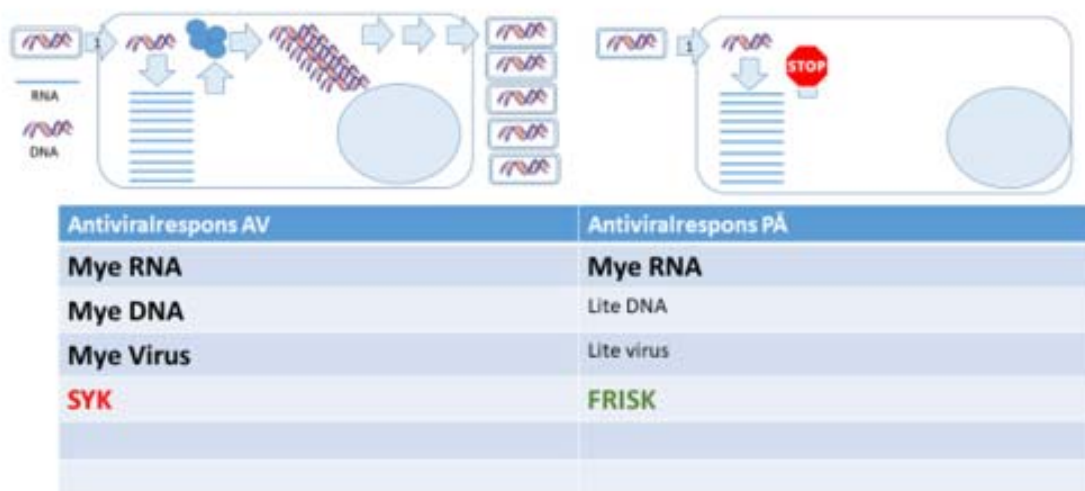 1
RNA
DNA
1
STOP
Antiviralrespons AV
Antiviralrespons PÅ
Mye RNA
Mye RNA
Mye DNA
Lite DNA
Mye Virus
Lite virus
SYK
FRISK